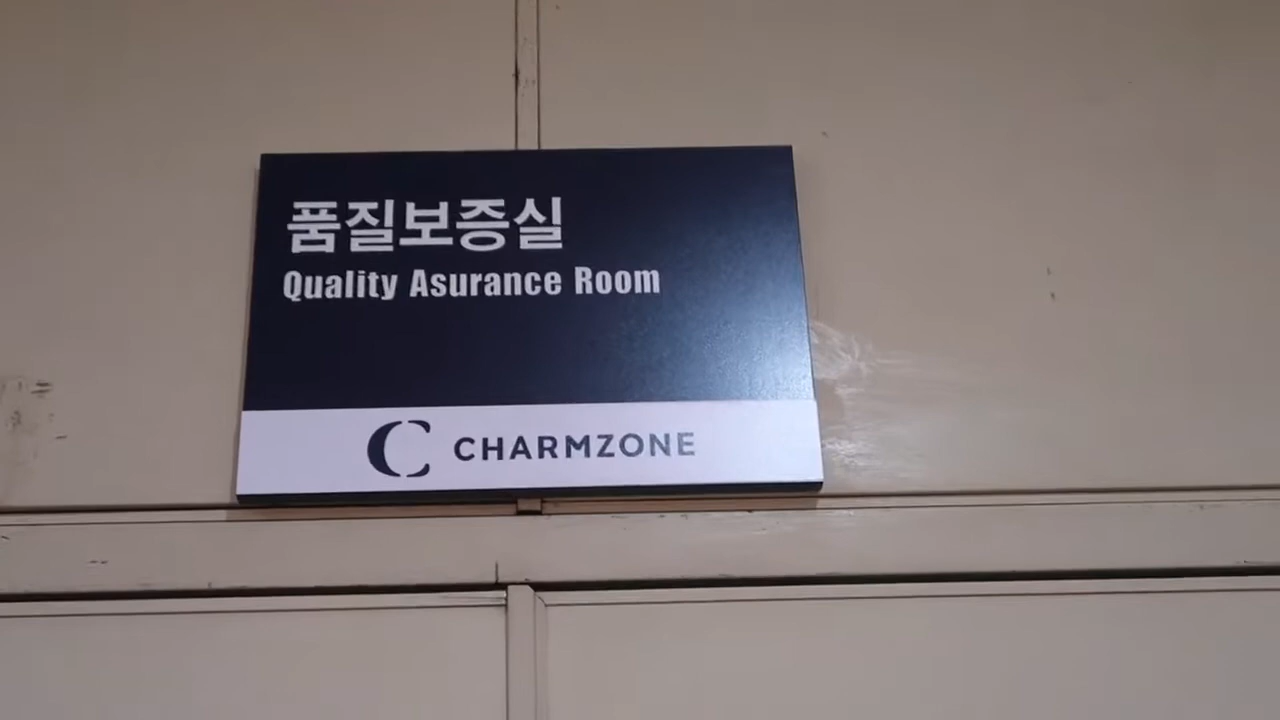 품질보증실
Quality Asurance Room
CHARMZONE